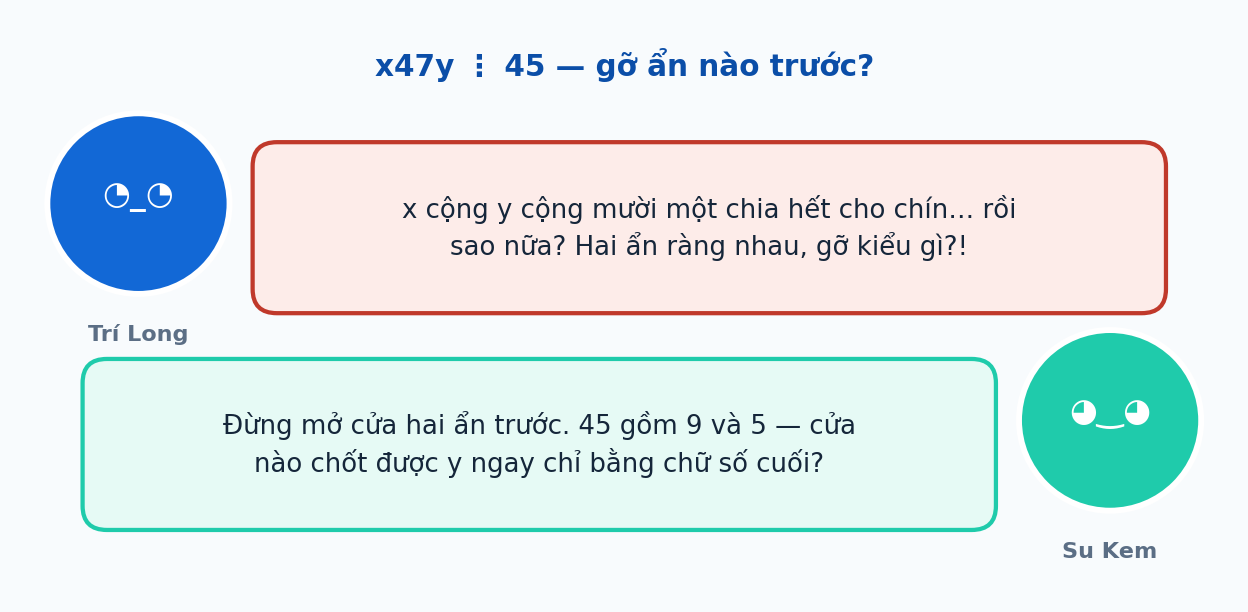 x47y ⋮ 45 — gỡ ẩn nào trước?
x cộng y cộng mười một chia hết cho chín… rồi
sao nữa? Hai ẩn ràng nhau, gỡ kiểu gì?!
Trí Long
Đừng mở cửa hai ẩn trước. 45 gồm 9 và 5 — cửa
nào chốt được y ngay chỉ bằng chữ số cuối?
Su Kem